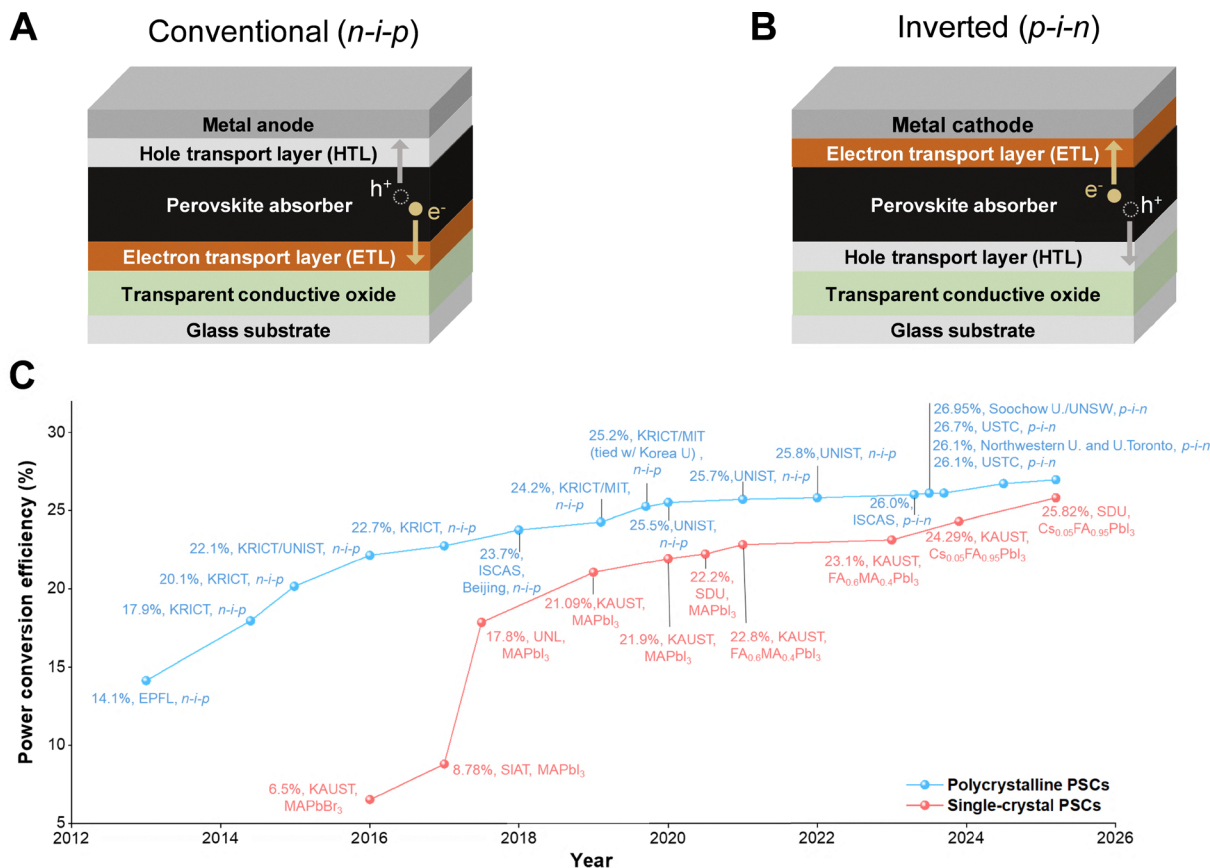 A
Conventional (n-i-p)
Metal anode
Hole transport layer (HTL)
h⁺
e⁻
Perovskite absorber
Electron transport layer (ETL)
Transparent conductive oxide
Glass substrate
B
Inverted (p-i-n)
Metal cathode
Electron transport layer (ETL)
e⁻
h⁺
Perovskite absorber
Hole transport layer (HTL)
Transparent conductive oxide
Glass substrate
C
Power conversion efficiency (%)
30
25
20
15
10
5
14.1%, EPFL, n-i-p
17.9%, KRICT, n-i-p
20.1%, KRICT, n-i-p
22.1%, KRICT/UNIST, n-i-p
22.7%, KRICT, n-i-p
23.7%,
ISCAS,
Beijing, n-i-p
24.2%, KRICT/MIT,
n-i-p
25.2%, KRICT/MIT
(tied w/ Korea U) ,
n-i-p
25.5%,UNIST,
n-i-p
25.7%,UNIST, n-i-p
25.8%,UNIST, n-i-p
26.0%,
ISCAS, p-i-n
26.95%, Soochow U./UNSW, p-i-n
26.7%, USTC, p-i-n
26.1%, Northwestern U. and U.Toronto, p-i-n
26.1%, USTC, p-i-n
6.5%, KAUST,
MAPbBr₃
8.78%, SIAT, MAPbI₃
17.8%, UNL,
MAPbI₃
21.09%,KAUST,
MAPbI₃
21.9%, KAUST,
MAPbI₃
22.2%,
SDU,
MAPbI₃
22.8%, KAUST,
FA₀.₆MA₀.₄PbI₃
23.1%, KAUST,
FA₀.₆MA₀.₄PbI₃
24.29%, KAUST,
Cs₀.₀₅FA₀.₉₅PbI₃
25.82%, SDU,
Cs₀.₀₅FA₀.₉₅PbI₃
Polycrystalline PSCs
Single-crystal PSCs
2012
2014
2016
2018
2020
2022
2024
2026
Year